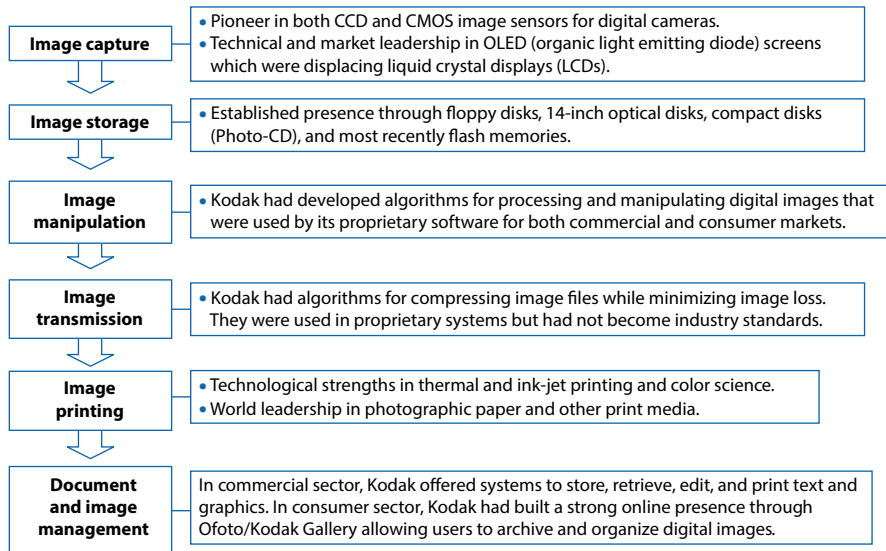 Image capture
• Pioneer in both CCD and CMOS image sensors for digital cameras.
• Technical and market leadership in OLED (organic light emitting diode) screens
which were displacing liquid crystal displays (LCDs).
Image storage
• Established presence through floppy disks, 14-inch optical disks, compact disks
(Photo-CD), and most recently flash memories.
Image
manipulation
• Kodak had developed algorithms for processing and manipulating digital images that
were used by its proprietary software for both commercial and consumer markets.
Image
transmission
• Kodak had algorithms for compressing image files while minimizing image loss.
They were used in proprietary systems but had not become industry standards.
Image
printing
• Technological strengths in thermal and ink-jet printing and color science.
• World leadership in photographic paper and other print media.
Document
and image
management
In commercial sector, Kodak offered systems to store, retrieve, edit, and print text and
graphics. In consumer sector, Kodak had built a strong online presence through
Ofoto/Kodak Gallery allowing users to archive and organize digital images.